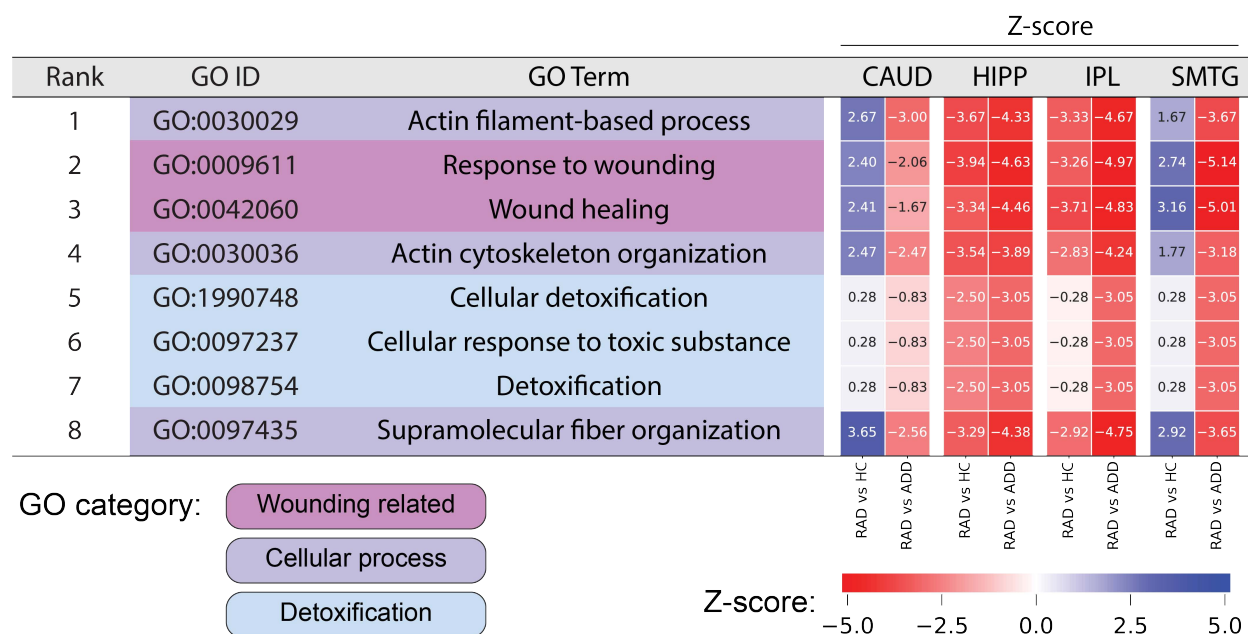 Z-score
Rank GO ID GO Term CAUD HIPP IPL SMTG
1 GO:0030029 Actin filament-based process 2.67 −3.00 −3.67 −4.33 −3.33 −4.67 1.67 −3.67
2 GO:0009611 Response to wounding 2.40 −2.06 −3.94 −4.63 −3.26 −4.97 2.74 −5.14
3 GO:0042060 Wound healing 2.41 −1.67 −3.34 −4.46 −3.71 −4.83 3.16 −5.01
4 GO:0030036 Actin cytoskeleton organization 2.47 −2.47 −3.54 −3.89 −2.83 −4.24 1.77 −3.18
5 GO:1990748 Cellular detoxification 0.28 −0.83 −2.50 −3.05 −0.28 −3.05 0.28 −3.05
6 GO:0097237 Cellular response to toxic substance 0.28 −0.83 −2.50 −3.05 −0.28 −3.05 0.28 −3.05
7 GO:0098754 Detoxification 0.28 −0.83 −2.50 −3.05 −0.28 −3.05 0.28 −3.05
8 GO:0097435 Supramolecular fiber organization 3.65 −2.56 −3.29 −4.38 −2.92 −4.75 2.92 −3.65
RAD vs HC RAD vs ADD RAD vs HC RAD vs ADD RAD vs HC RAD vs ADD RAD vs HC RAD vs ADD
GO category:
Wounding related
Cellular process
Detoxification
Z-score:
−5.0 −2.5 0.0 2.5 5.0